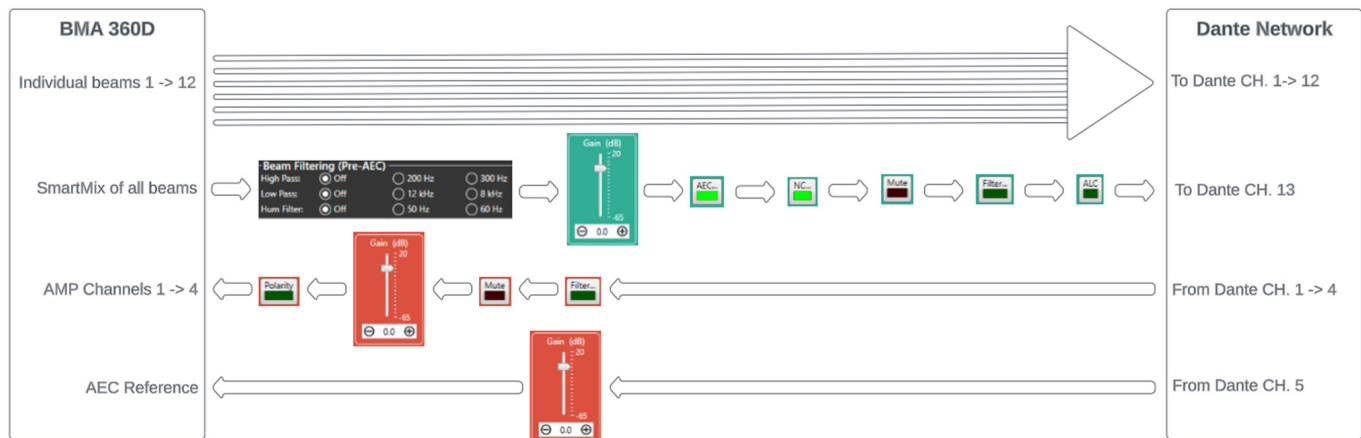 BMA 360D
Dante Network
Individual beams 1 -> 12
To Dante CH. 1-> 12
SmartMix of all beams
Beam Filtering (Pre-AEC)
High Pass: Off 200 Hz 300 Hz
Low Pass: Off 12 kHz 8 kHz
Hum Filter: Off 50 Hz 60 Hz
Gain (dB)
20
-65
0.0
AEC...
NC...
Mute
Filter...
ALC
To Dante CH. 13
AMP Channels 1 -> 4
Polarity
Gain (dB)
20
-65
0.0
Mute
Filter...
From Dante CH. 1 -> 4
AEC Reference
Gain (dB)
20
-65
0.0
From Dante CH. 5